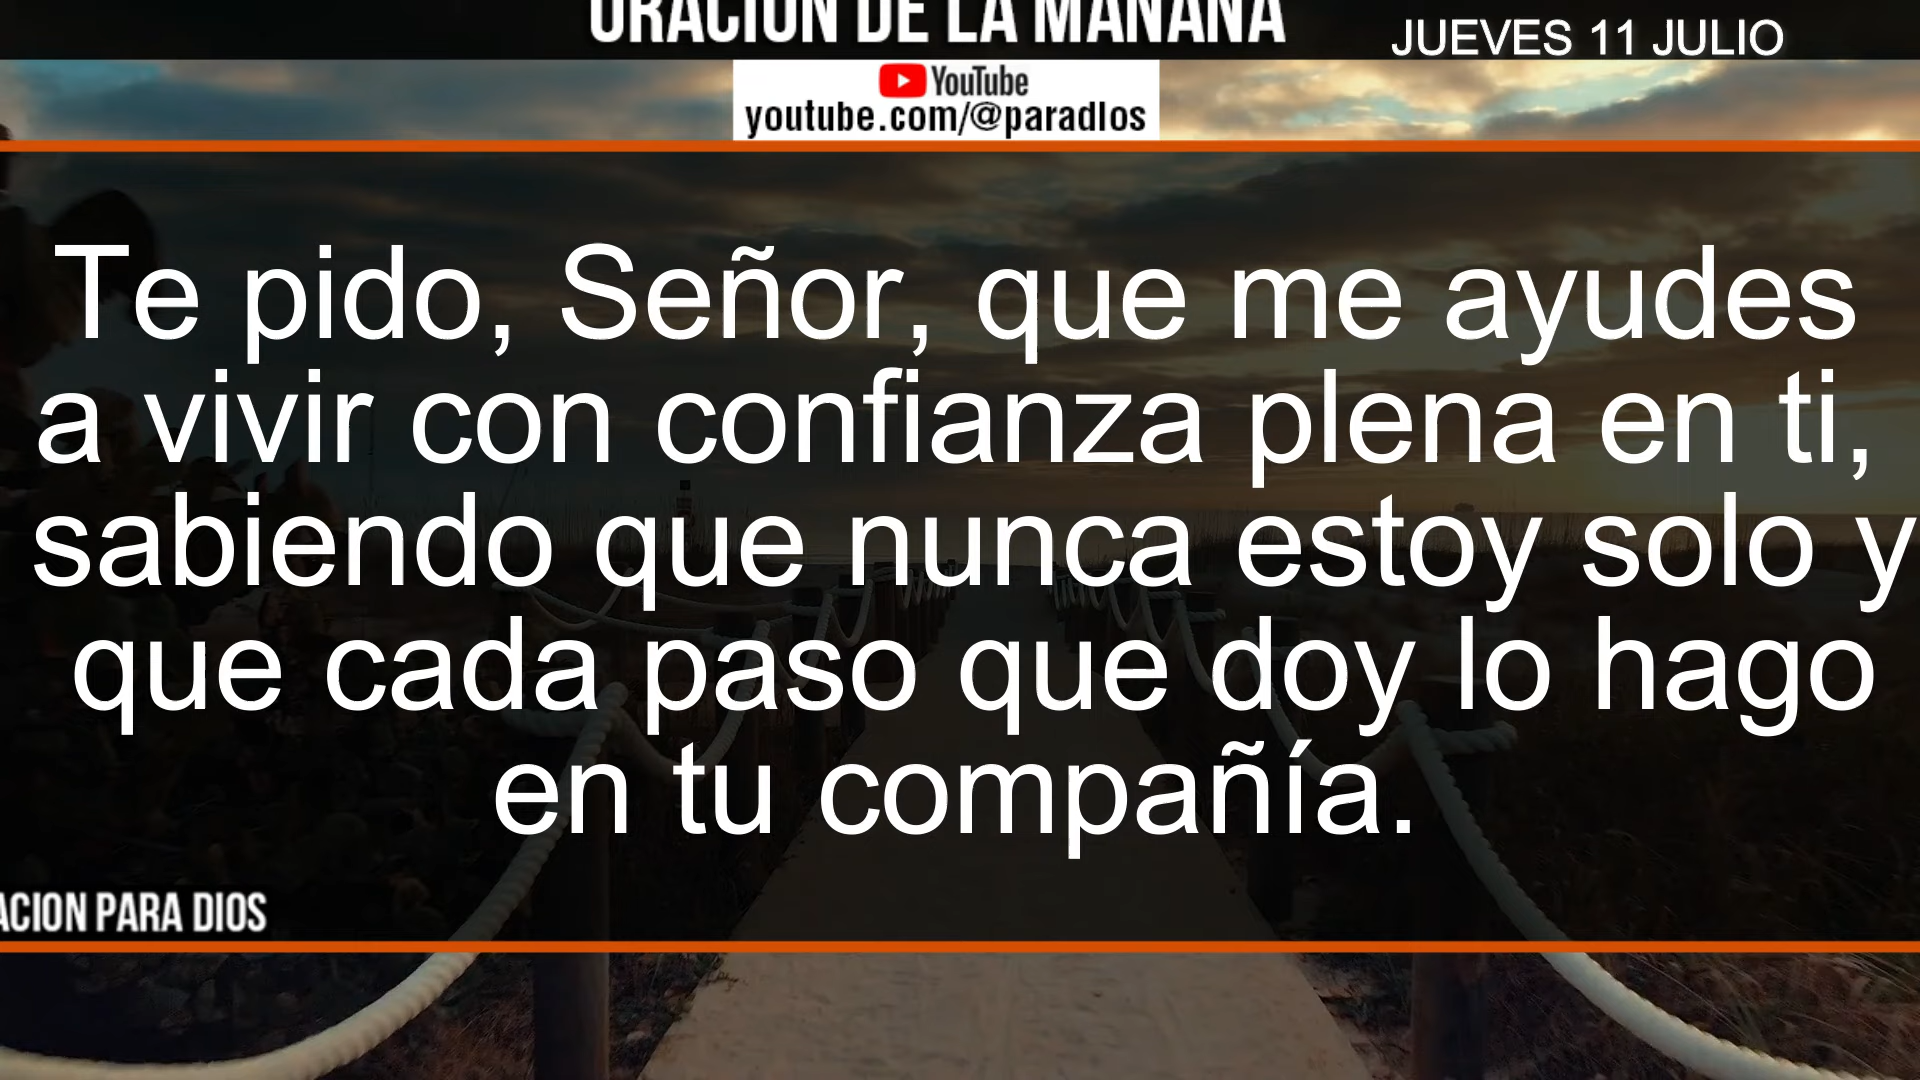 ORACION DE LA MAÑANA
JUEVES 11 JULIO
YouTube
youtube.com/@paradIos
Te pido, Señor, que me ayudes
a vivir con confianza plena en ti,
sabiendo que nunca estoy solo y
que cada paso que doy lo hago
en tu compañía.
ACION PARA DIOS